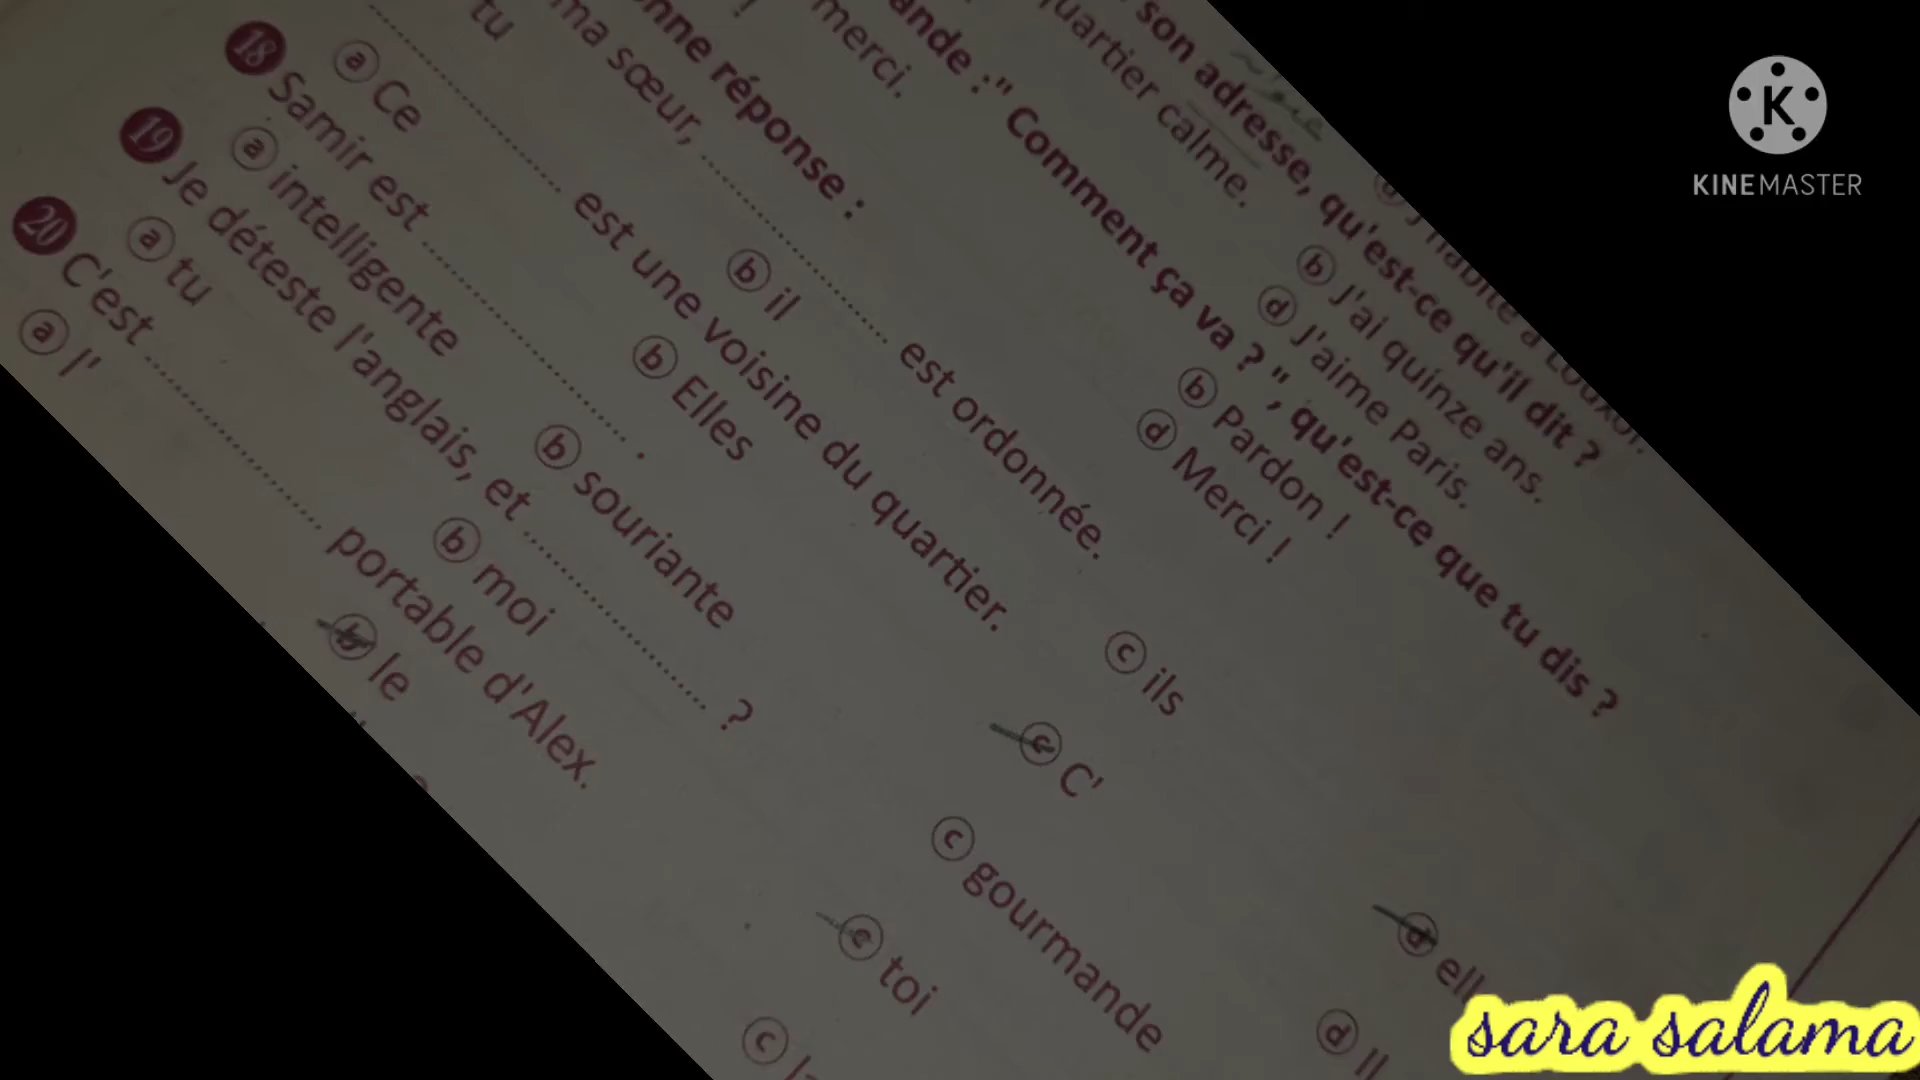 son adresse, qu'est-ce qu'il dit ?
b J'ai quinze ans.
quartier calme.
d J'aime Paris.
ande :" Comment ça va ? ", qu'est-ce que tu dis ?
b Pardon !
merci.
d Merci !
nne réponse :
ma sœur, .................... est ordonnée.
tu
b il
c ils
d ell
.................... est une voisine du quartier.
a Ce
b Elles
c C'
d Il
18 Samir est .................... .
a intelligente
b souriante
c gourmande
19 Je déteste l'anglais, et .................... ?
a tu
b moi
c toi
20 C'est .................... portable d'Alex.
a l'
b le
c
KINEMASTER
sara salama